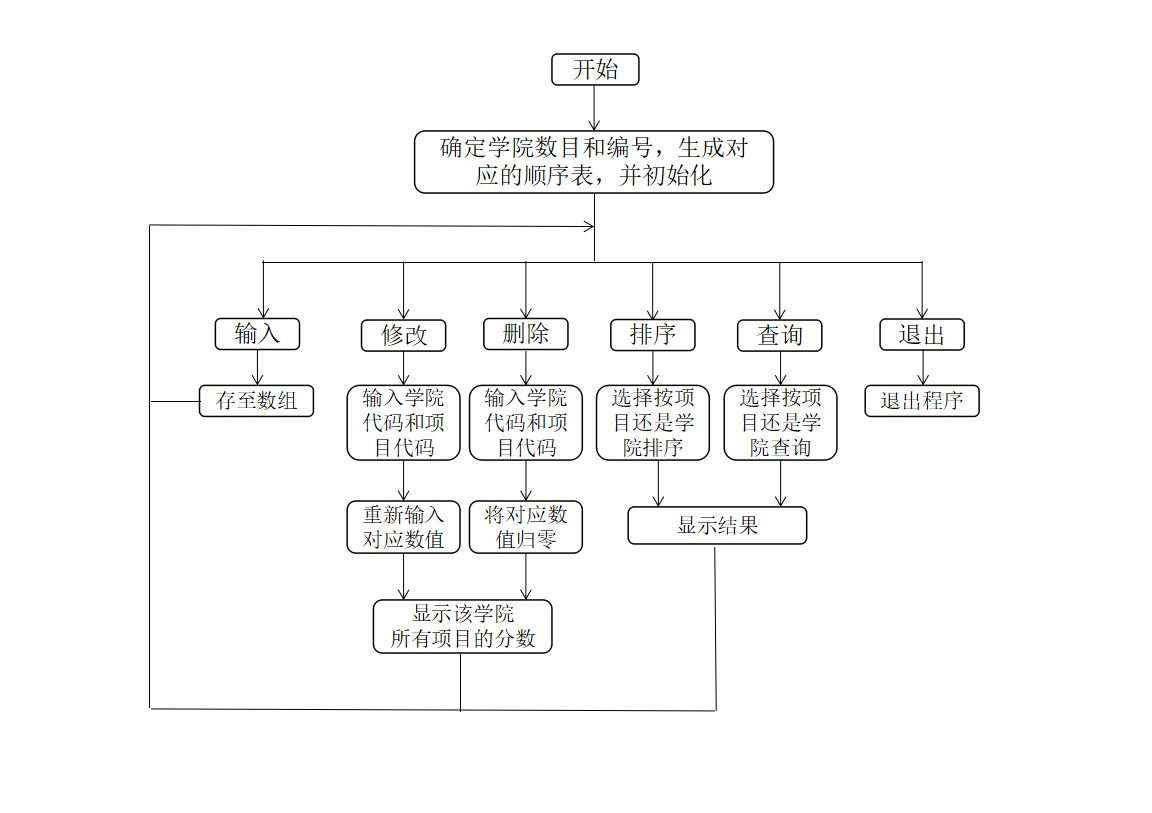 开始
确定学院数目和编号，生成对
应的顺序表，并初始化
输入
修改
删除
排序
查询
退出
存至数组
输入学院
代码和项
目代码
输入学院
代码和项
目代码
选择按项
目还是学
院排序
选择按项
目还是学
院查询
退出程序
重新输入
对应数值
将对应数
值归零
显示结果
显示该学院
所有项目的分数